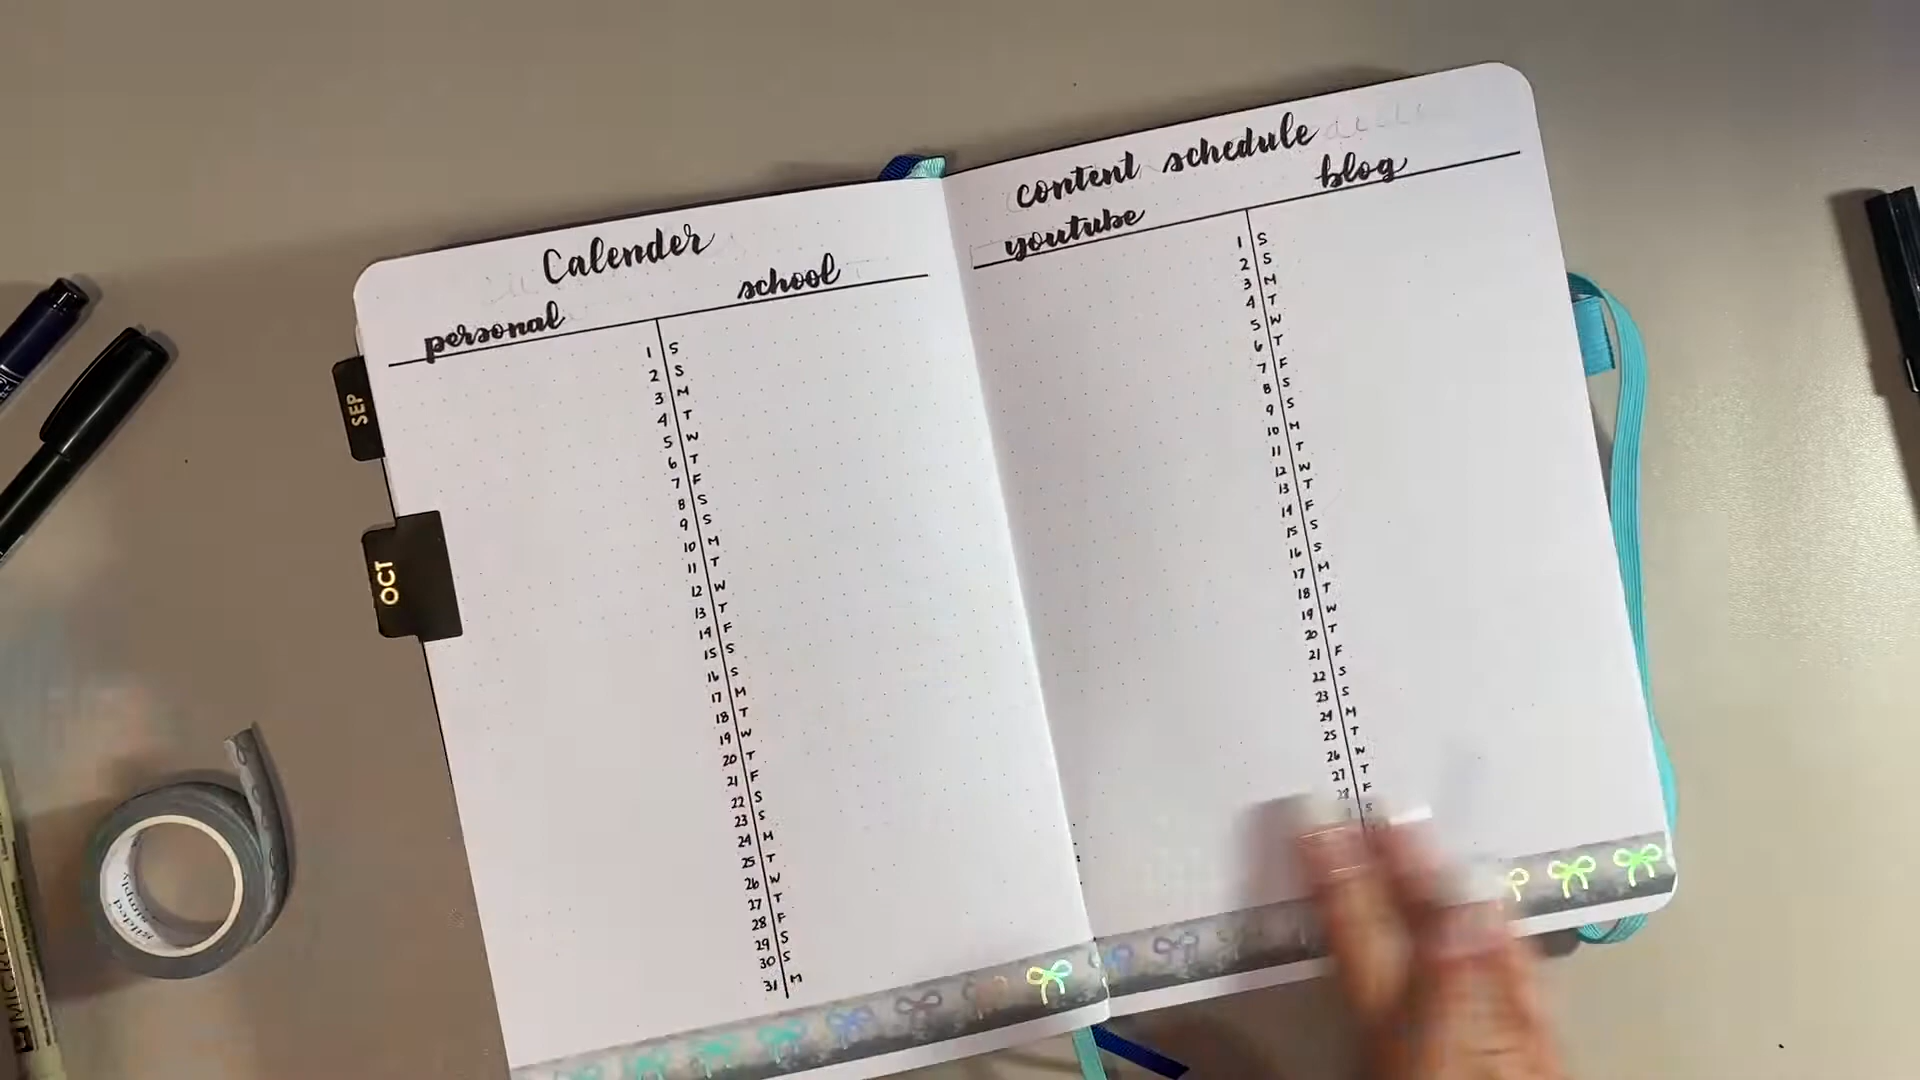 Calender
personal
school
1 S
2 S
3 M
4 T
5 W
6 T
7 F
8 S
9 S
10 M
11 T
12 W
13 T
14 F
15 S
16 S
17 M
18 T
19 W
20 T
21 F
22 S
23 S
24 M
25 T
26 W
27 T
28 F
29 S
30 S
31 M
content schedule
youtube
blog
1 S
2 S
3 M
4 T
5 W
6 T
7 F
8 S
9 S
10 M
11 T
12 W
13 T
14 F
15 S
16 S
17 M
18 T
19 W
20 T
21 F
22 S
23 S
24 M
25 T
26 W
27 T
28 F
S
SEP
OCT
simply
gilded